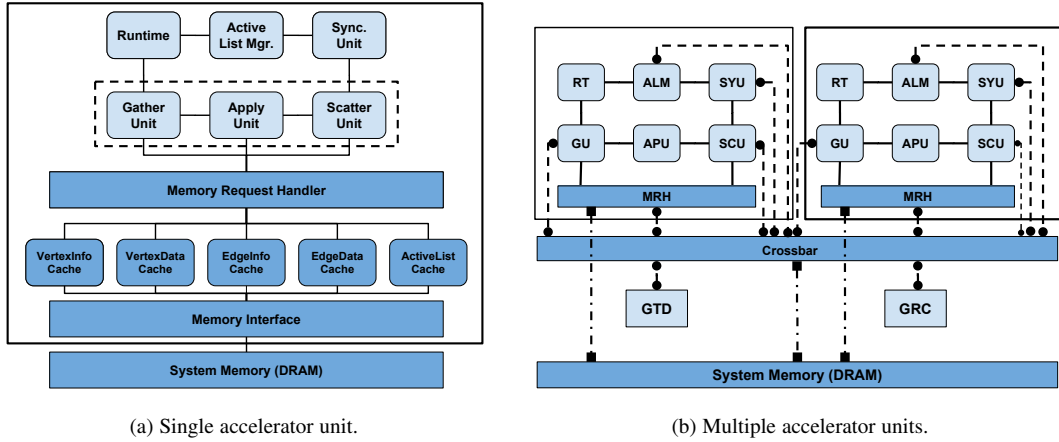 Runtime
Active
List Mgr.
Sync.
Unit
Gather
Unit
Apply
Unit
Scatter
Unit
Memory Request Handler
VertexInfo
Cache
VertexData
Cache
EdgeInfo
Cache
EdgeData
Cache
ActiveList
Cache
Memory Interface
System Memory (DRAM)
(a) Single accelerator unit.
RT
ALM
SYU
GU
APU
SCU
MRH
RT
ALM
SYU
GU
APU
SCU
MRH
Crossbar
GTD
GRC
System Memory (DRAM)
(b) Multiple accelerator units.